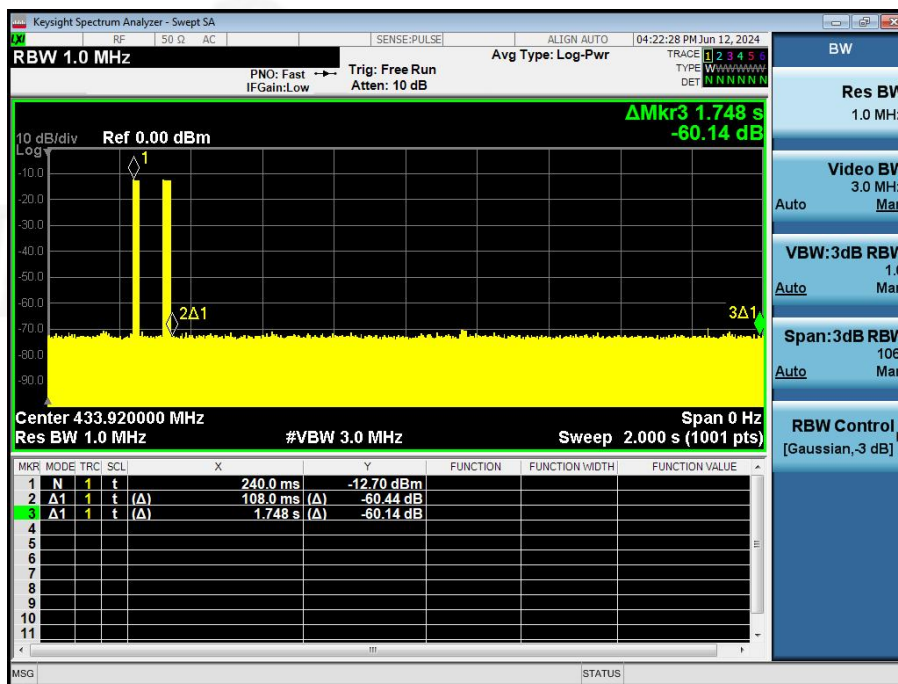 Keysight Spectrum Analyzer - Swept SA
LXI RF 50 Ω AC SENSE:PULSE ALIGN AUTO 04:22:28 PM Jun 12, 2024
RBW 1.0 MHz
PNO: Fast
IFGain:Low
Trig: Free Run
Atten: 10 dB
Avg Type: Log-Pwr
TRACE 1 2 3 4 5 6
TYPE WWWWWW
DET N N N N N N
ΔMkr3 1.748 s
-60.14 dB
10 dB/div Ref 0.00 dBm
Log
1
-10.0
-20.0
-30.0
-40.0
-50.0
-60.0
2Δ1 3Δ1
-70.0
-80.0
-90.0
Center 433.920000 MHz Span 0 Hz
Res BW 1.0 MHz #VBW 3.0 MHz Sweep 2.000 s (1001 pts)
MKR MODE TRC SCL X Y FUNCTION FUNCTION WIDTH FUNCTION VALUE
1 N 1 t 240.0 ms -12.70 dBm
2 Δ1 1 t (Δ) 108.0 ms (Δ) -60.44 dB
3 Δ1 1 t (Δ) 1.748 s (Δ) -60.14 dB
4
5
6
7
8
9
10
11
MSG STATUS
BW
Res BW
1.0 MHz
Video BW
3.0 MHz
Auto Man
VBW:3dB RBW
1.0
Auto Man
Span:3dB RBW
106
Auto Man
RBW Control
[Gaussian,-3 dB]